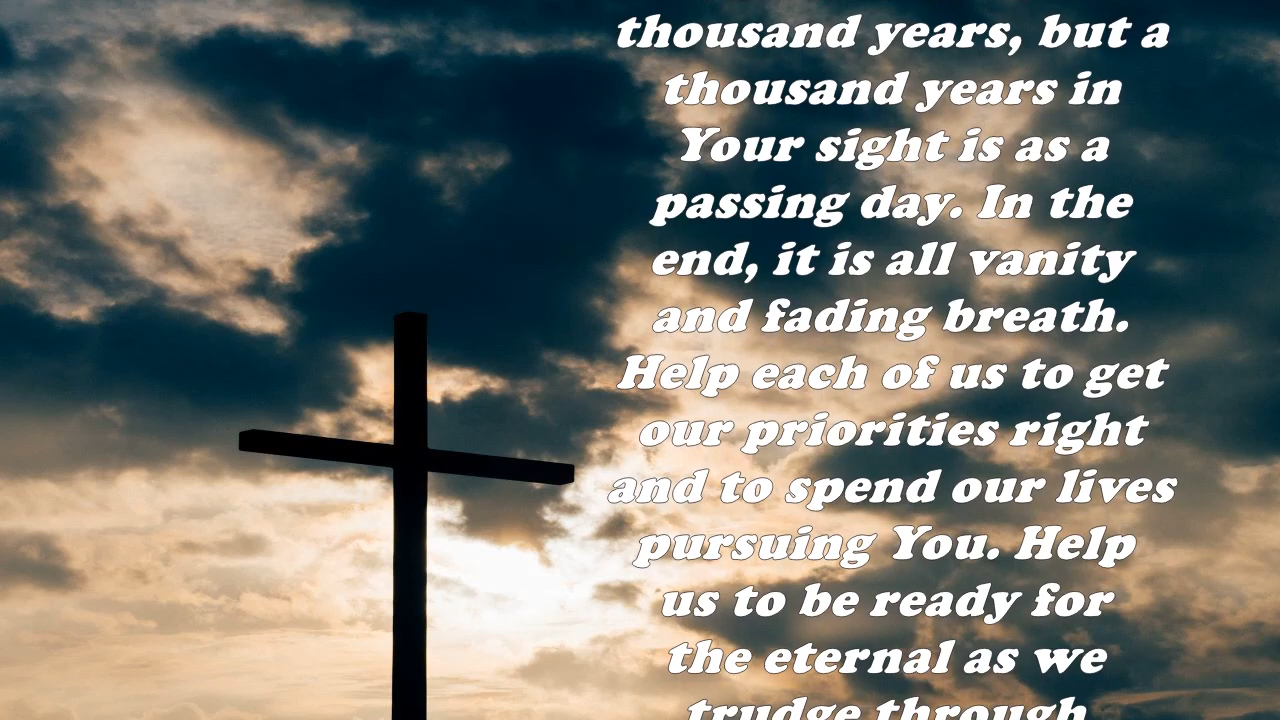 thousand years, but a
thousand years in
Your sight is as a
passing day. In the
end, it is all vanity
and fading breath.
Help each of us to get
our priorities right
and to spend our lives
pursuing You. Help
us to be ready for
the eternal as we
trudge through